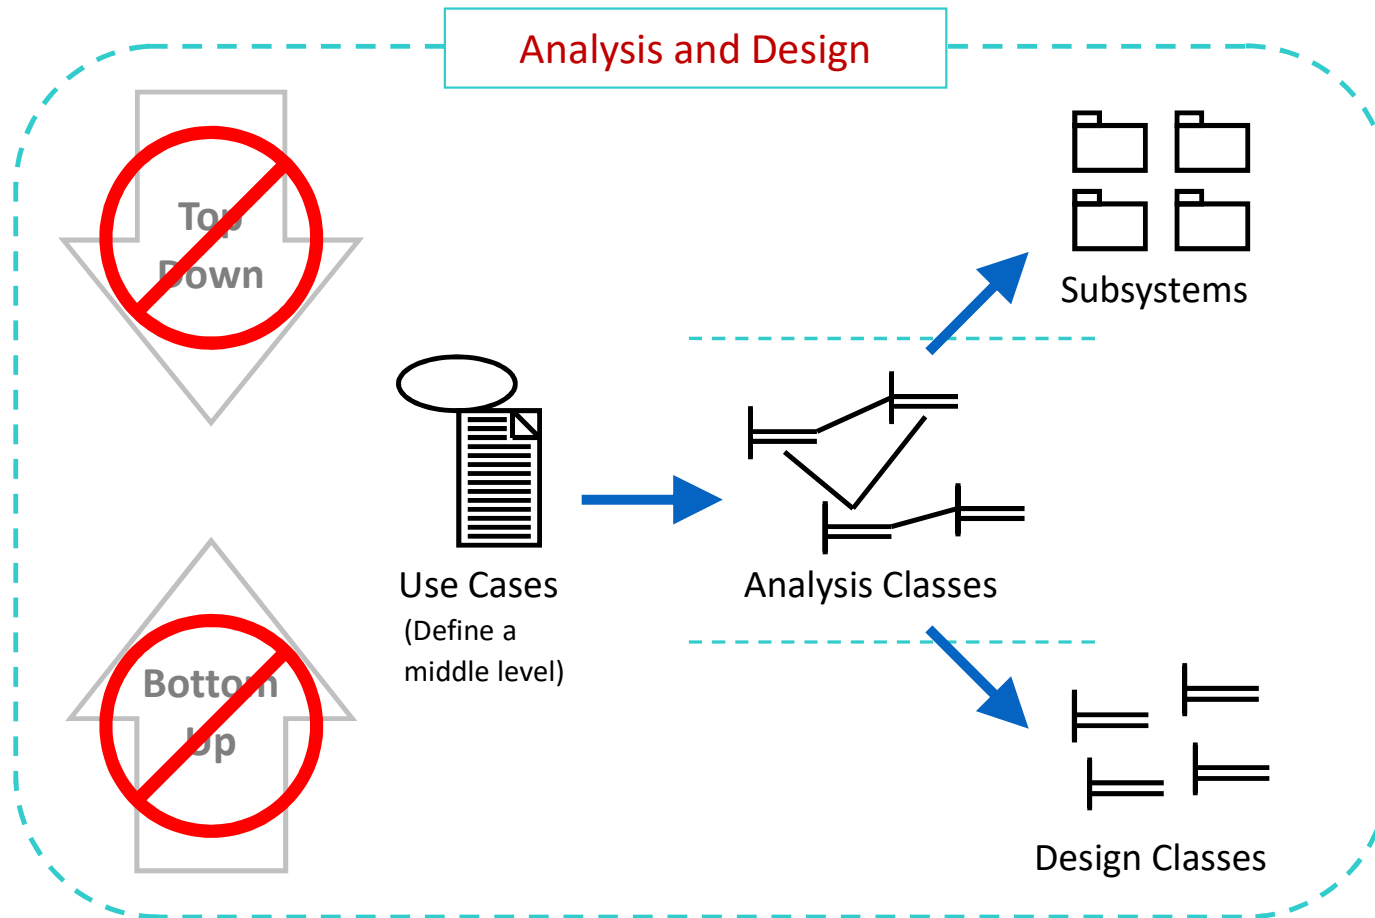 Analysis and Design
Top
Down
Subsystems
Use Cases
(Define a
middle level)
Analysis Classes
Bottom
Up
Design Classes